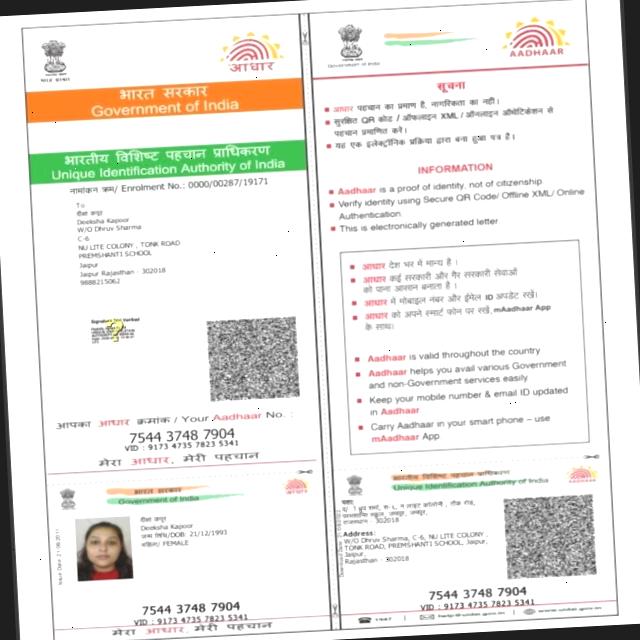 आधार
भारत सरकार
Government of India
भारतीय विशिष्ट पहचान प्राधिकरण
Unique Identification Authority of India
नामांकन क्रम/ Enrolment No.: 0000/00287/19171
To
दीक्षा कपूर
Deeksha Kapoor
W/O Dhruv Sharma
C-6
NU LITE COLONY , TONK ROAD
PREMSHANTI SCHOOL
Jaipur
Jaipur Rajasthan - 302018
9888215062
आपका आधार क्रमांक / Your Aadhaar No. :
7544 3748 7904
VID : 9173 4735 7823 5341
मेरा आधार, मेरी पहचान
भारत सरकार
Government of India
आधार
दीक्षा कपूर
Deeksha Kapoor
जन्म तिथि/DOB: 21/12/1993
महिला/ FEMALE
7544 3748 7904
VID : 9173 4735 7823 5341
मेरा आधार, मेरी पहचान
Government of India
AADHAAR
सूचना
आधार पहचान का प्रमाण है, नागरिकता का नहीं।
सुरक्षित QR कोड / ऑफलाइन XML / ऑनलाइन ऑथेंटिकेशन से
पहचान प्रमाणित करें।
यह एक इलेक्ट्रॉनिक प्रक्रिया द्वारा बना हुआ पत्र है।
INFORMATION
Aadhaar is a proof of identity, not of citizenship
Verify identity using Secure QR Code/ Offline XML/ Online
Authentication
This is electronically generated letter
आधार देश भर में मान्य है ।
आधार कई सरकारी और गैर सरकारी सेवाओं
को पाना आसान बनाता है ।
आधार में मोबाइल नंबर और ईमेल ID अपडेट रखें।
आधार को अपने स्मार्ट फोन पर रखें, mAadhaar App
के साथ।
Aadhaar is valid throughout the country
Aadhaar helps you avail various Government
and non-Government services easily
Keep your mobile number & email ID updated
in Aadhaar
Carry Aadhaar in your smart phone – use
mAadhaar App
भारतीय विशिष्ट पहचान प्राधिकरण
Unique Identification Authority of India
AADHAAR
पता:
राजस्थान - 302018
Address:
W/O Dhruv Sharma, C-6, NU LITE COLONY ,
TONK ROAD, PREMSHANTI SCHOOL, Jaipur,
Jaipur,
Rajasthan - 302018
7544 3748 7904
VID : 9173 4735 7823 5341
1947
help@uidai.gov.in
www.uidai.gov.in